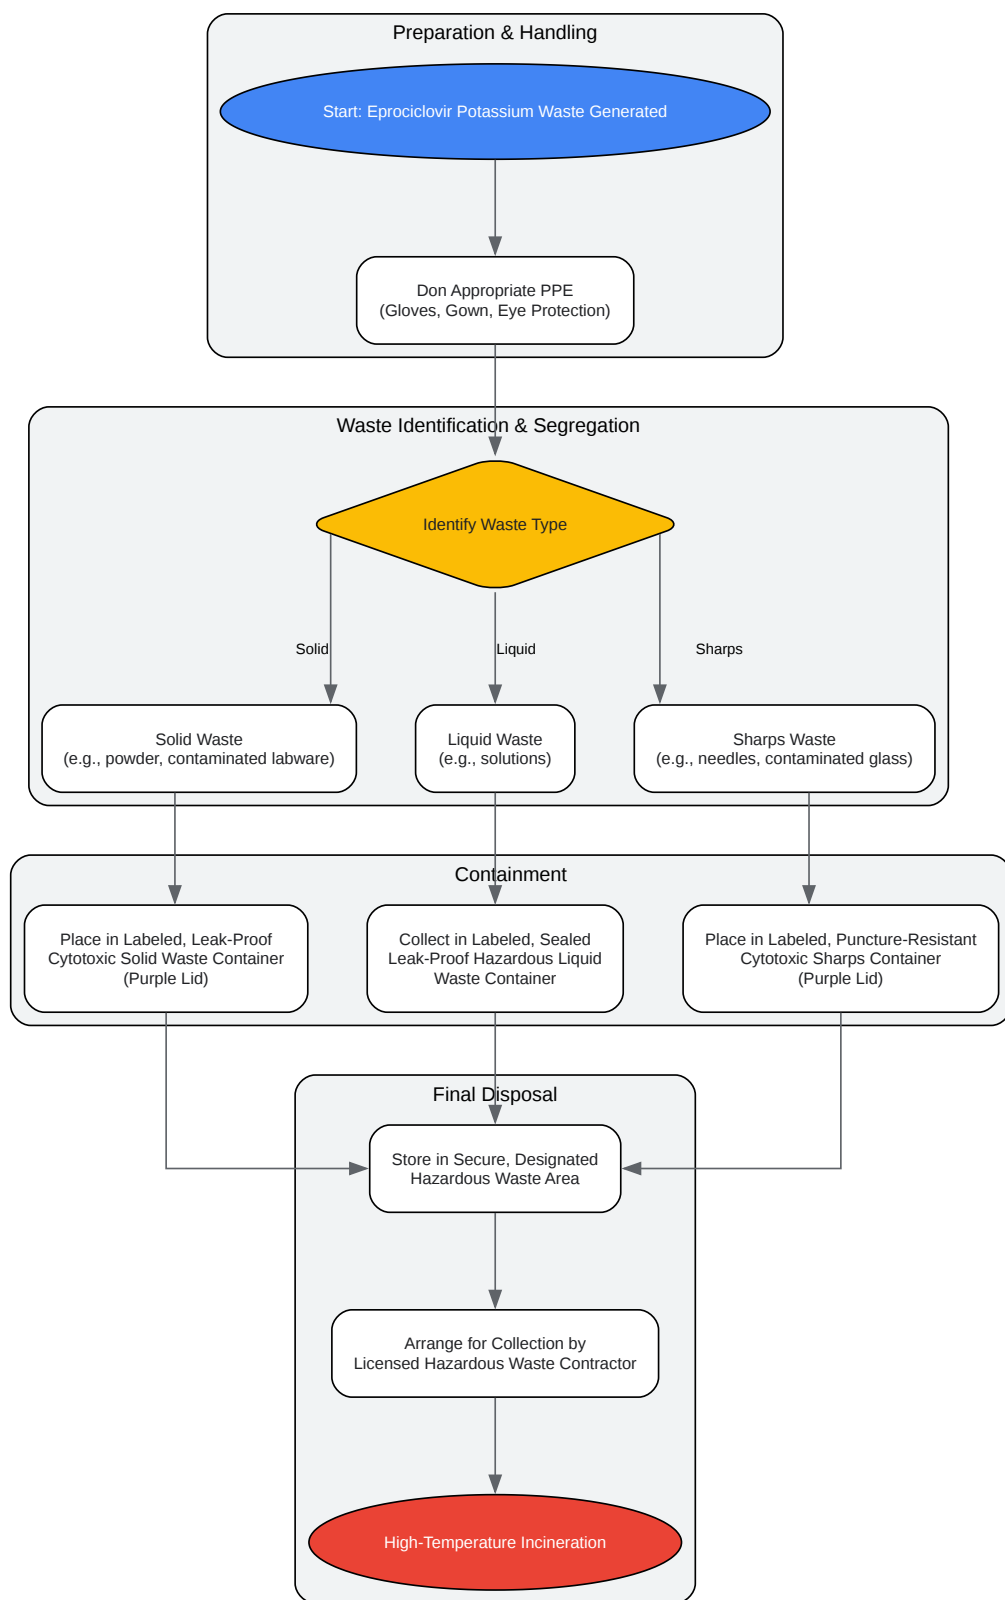 Preparation & Handling
Start: Eprociclovir Potassium Waste Generated
Don Appropriate PPE
(Gloves, Gown, Eye Protection)
Waste Identification & Segregation
Identify Waste Type
Solid
Liquid
Sharps
Solid Waste
(e.g., powder, contaminated labware)
Liquid Waste
(e.g., solutions)
Sharps Waste
(e.g., needles, contaminated glass)
Containment
Place in Labeled, Leak-Proof
Cytotoxic Solid Waste Container
(Purple Lid)
Collect in Labeled, Sealed
Leak-Proof Hazardous Liquid
Waste Container
Place in Labeled, Puncture-Resistant
Cytotoxic Sharps Container
(Purple Lid)
Final Disposal
Store in Secure, Designated
Hazardous Waste Area
Arrange for Collection by
Licensed Hazardous Waste Contractor
High-Temperature Incineration